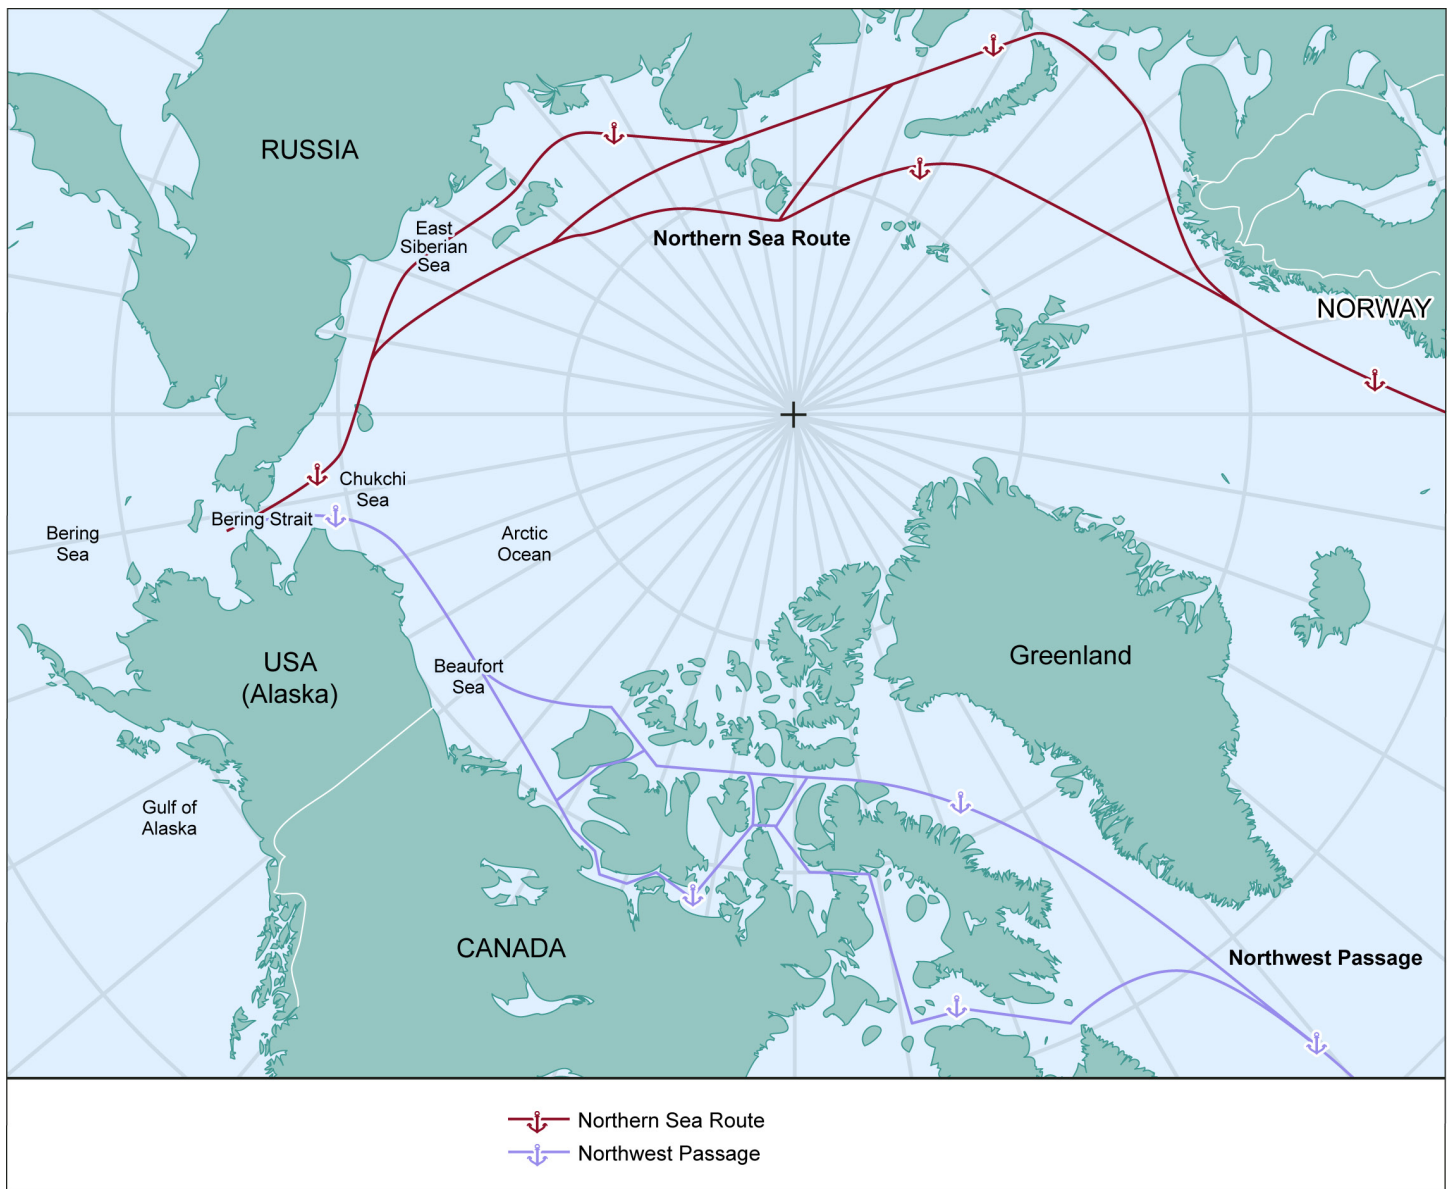 RUSSIA
East
Siberian
Sea
Northern Sea Route
NORWAY
Chukchi
Sea
Bering Strait
Bering
Sea
Arctic
Ocean
USA
(Alaska)
Beaufort
Sea
Greenland
Gulf of
Alaska
CANADA
Northwest Passage
Northern Sea Route
Northwest Passage